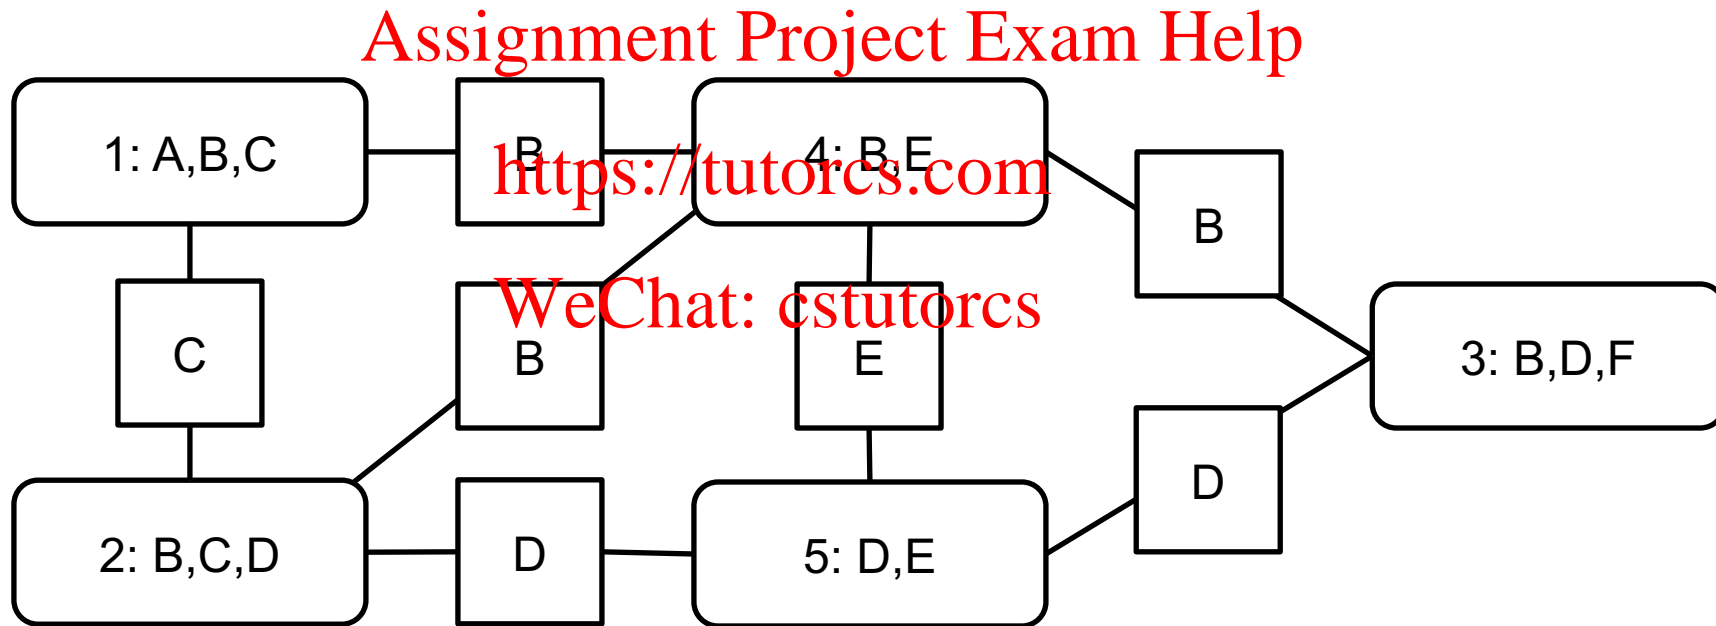 Assignment Project Exam Help
1: A,B,C
B
4: B,E
https://tutorcs.com
B
WeChat: cstutorcs
C
B
E
3: B,D,F
D
2: B,C,D
D
5: D,E